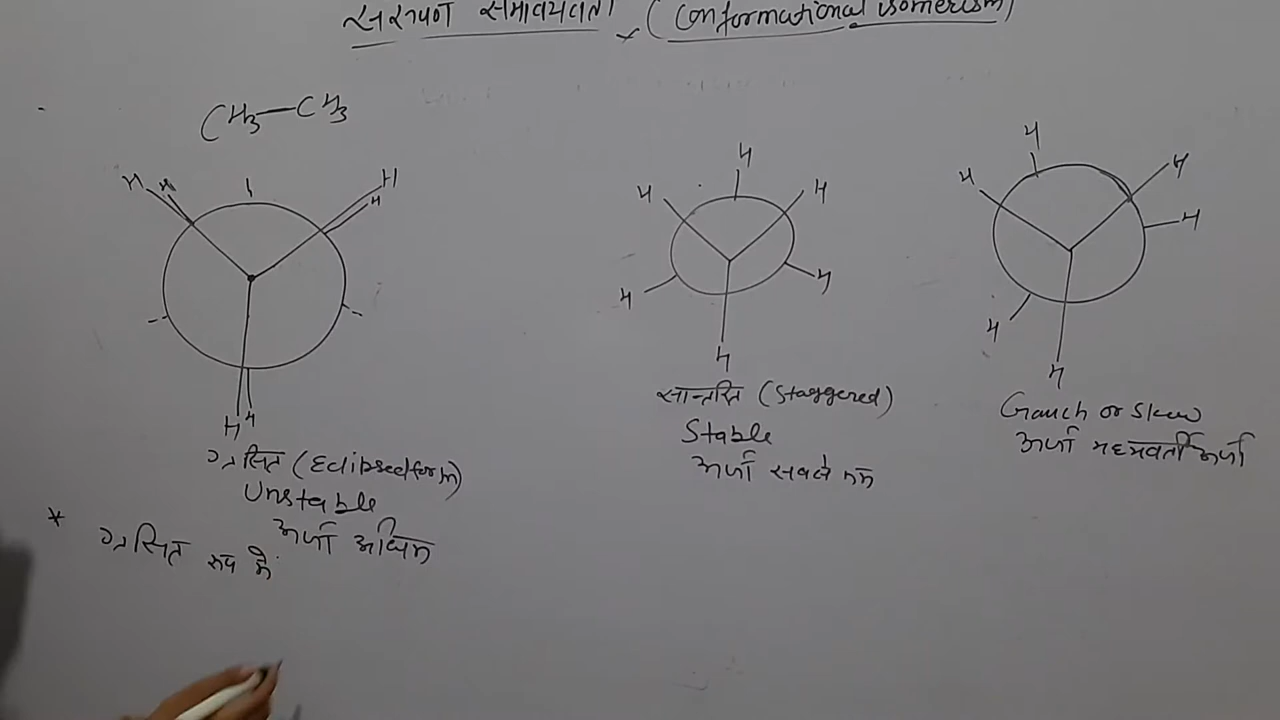 संरूपण समावयवता (Conformational isomerism)
CH3—CH3
H H H H
H H
ग्रसित (Eclipsed form)
Unstable
ऊर्जा अधिक
H
H H
H H
H
सान्तरित (Staggered)
Stable
ऊर्जा सबसे कम
H
H H
H
H
H
Gauch or Skew
ऊर्जा मध्यवर्ती ऊर्जा
* ग्रसित रूप में